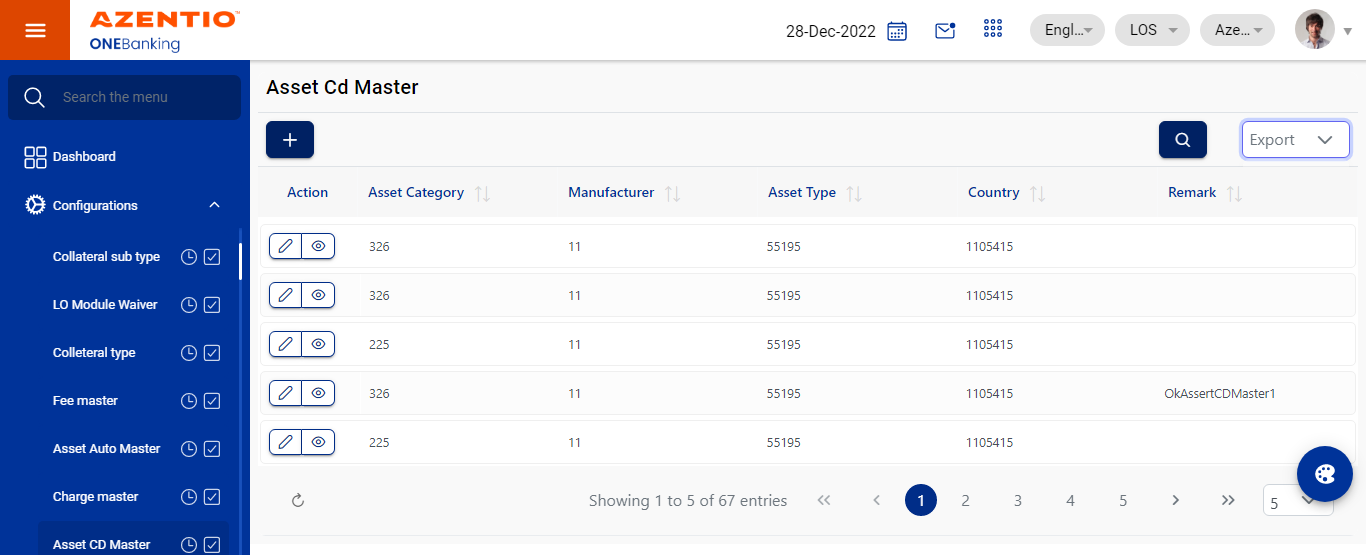 AZENTIO™
ONEBanking
28-Dec-2022
Engl...
LOS
Aze...
Search the menu
Dashboard
Configurations
Collateral sub type
LO Module Waiver
Colleteral type
Fee master
Asset Auto Master
Charge master
Asset CD Master
Asset Cd Master
Export
Action Asset Category Manufacturer Asset Type Country Remark
326 11 55195 1105415
326 11 55195 1105415
225 11 55195 1105415
326 11 55195 1105415 OkAssertCDMaster1
225 11 55195 1105415
Showing 1 to 5 of 67 entries « ‹ 1 2 3 4 5 › » 5